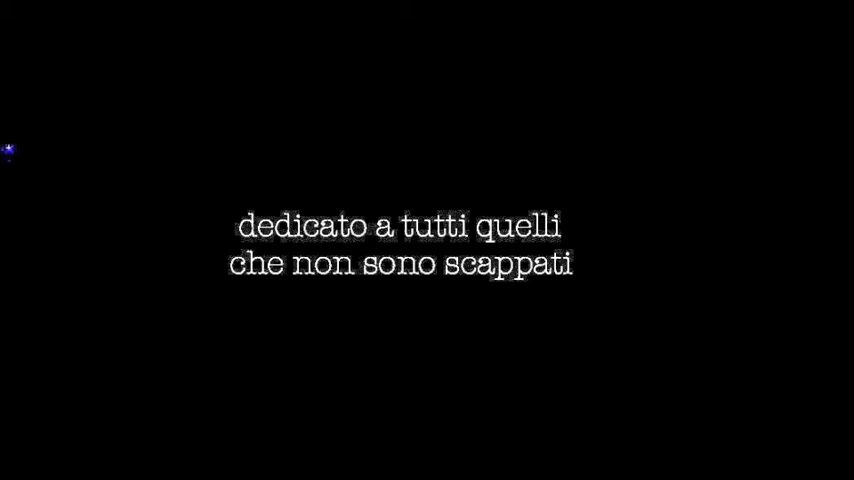 dedicato a tutti quelli
che non sono scappati